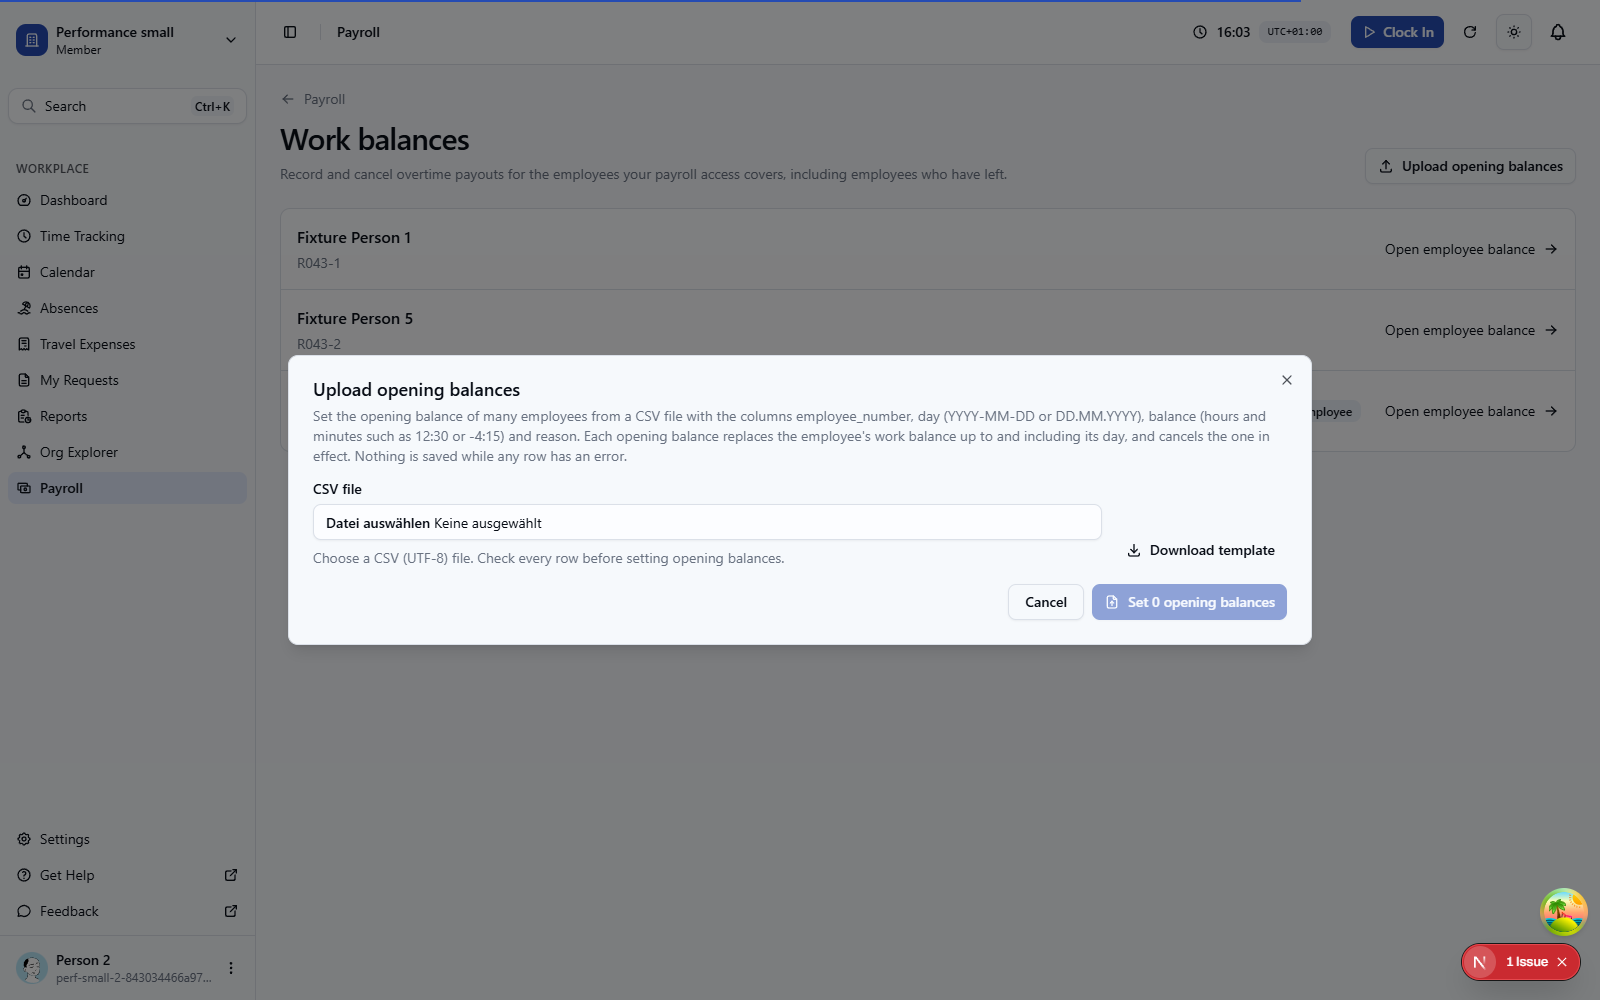 Performance small
Member
Search
Ctrl+K
WORKPLACE
Dashboard
Time Tracking
Calendar
Absences
Travel Expenses
My Requests
Reports
Org Explorer
Payroll
Settings
Get Help
Feedback
Person 2
perf-small-2-843034466a97...
Payroll
16:03
UTC+01:00
Clock In
Payroll
Work balances
Record and cancel overtime payouts for the employees your payroll access covers, including employees who have left.
Upload opening balances
Fixture Person 1
R043-1
Open employee balance
Fixture Person 5
R043-2
Open employee balance
Open employee balance
Upload opening balances
Set the opening balance of many employees from a CSV file with the columns employee_number, day (YYYY-MM-DD or DD.MM.YYYY), balance (hours and
minutes such as 12:30 or -4:15) and reason. Each opening balance replaces the employee's work balance up to and including its day, and cancels the one in
effect. Nothing is saved while any row has an error.
CSV file
Datei auswählen Keine ausgewählt
Choose a CSV (UTF-8) file. Check every row before setting opening balances.
Download template
Cancel
Set 0 opening balances
N
1 Issue